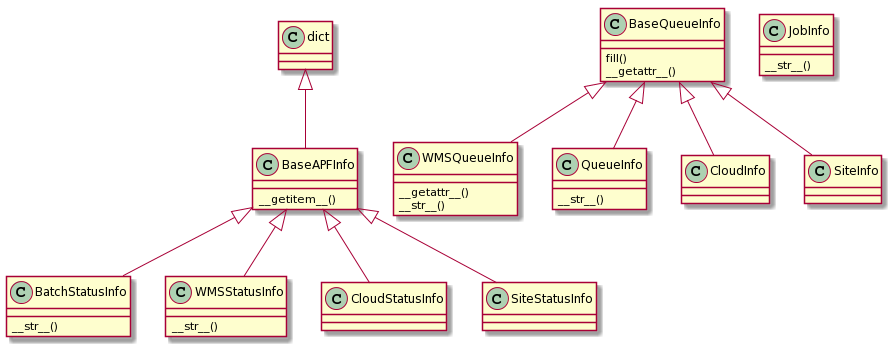 C dict
C BaseQueueInfo
fill()
__getattr__()
C JobInfo
__str__()
C BaseAPFInfo
__getitem__()
C WMSQueueInfo
__getattr__()
__str__()
C QueueInfo
__str__()
C CloudInfo
C SiteInfo
C BatchStatusInfo
__str__()
C WMSStatusInfo
__str__()
C CloudStatusInfo
C SiteStatusInfo